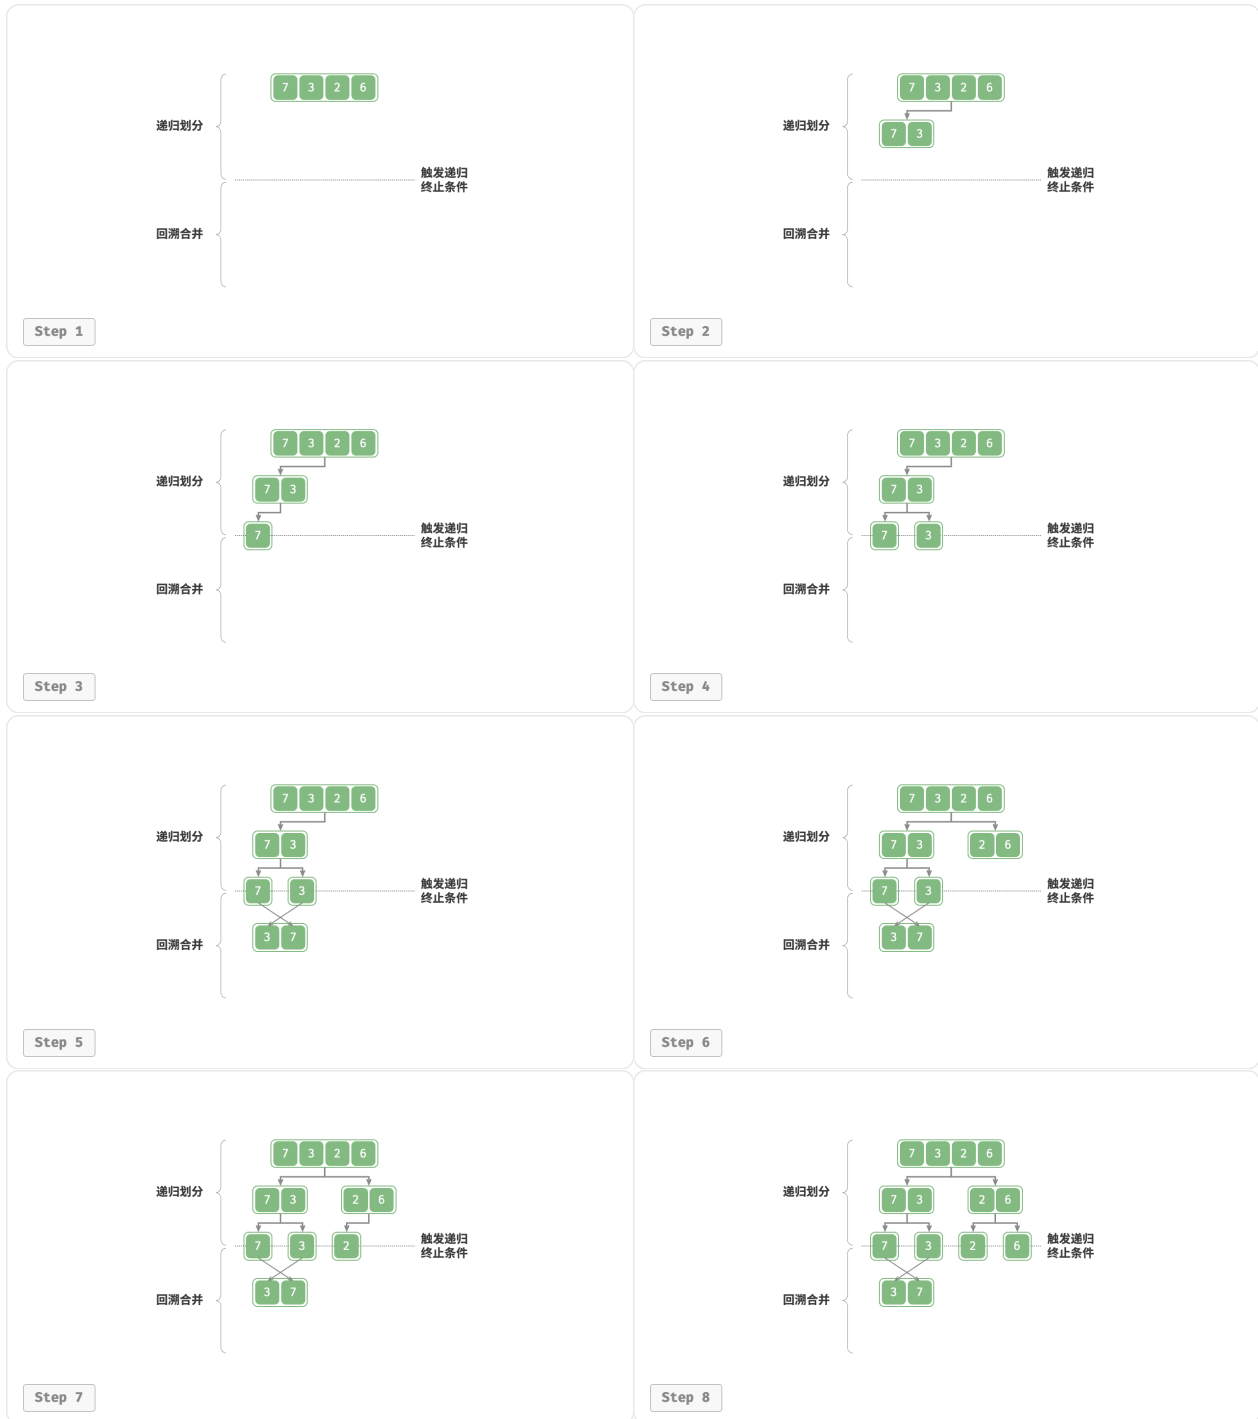 7 3 2 6
递归划分
触发递归
终止条件
回溯合并
Step 1
7 3 2 6
7 3
递归划分
触发递归
终止条件
回溯合并
Step 2
7 3 2 6
递归划分
7 3
7
触发递归
终止条件
回溯合并
Step 3
7 3 2 6
递归划分
7 3
7 3
触发递归
终止条件
回溯合并
Step 4
7 3 2 6
递归划分
7 3
7 3
触发递归
终止条件
3 7
回溯合并
Step 5
7 3 2 6
递归划分
7 3 2 6
7 3
触发递归
终止条件
3 7
回溯合并
Step 6
7 3 2 6
递归划分
7 3 2 6
7 3 2
触发递归
终止条件
3 7
回溯合并
Step 7
7 3 2 6
递归划分
7 3 2 6
7 3 2 6
触发递归
终止条件
3 7
回溯合并
Step 8